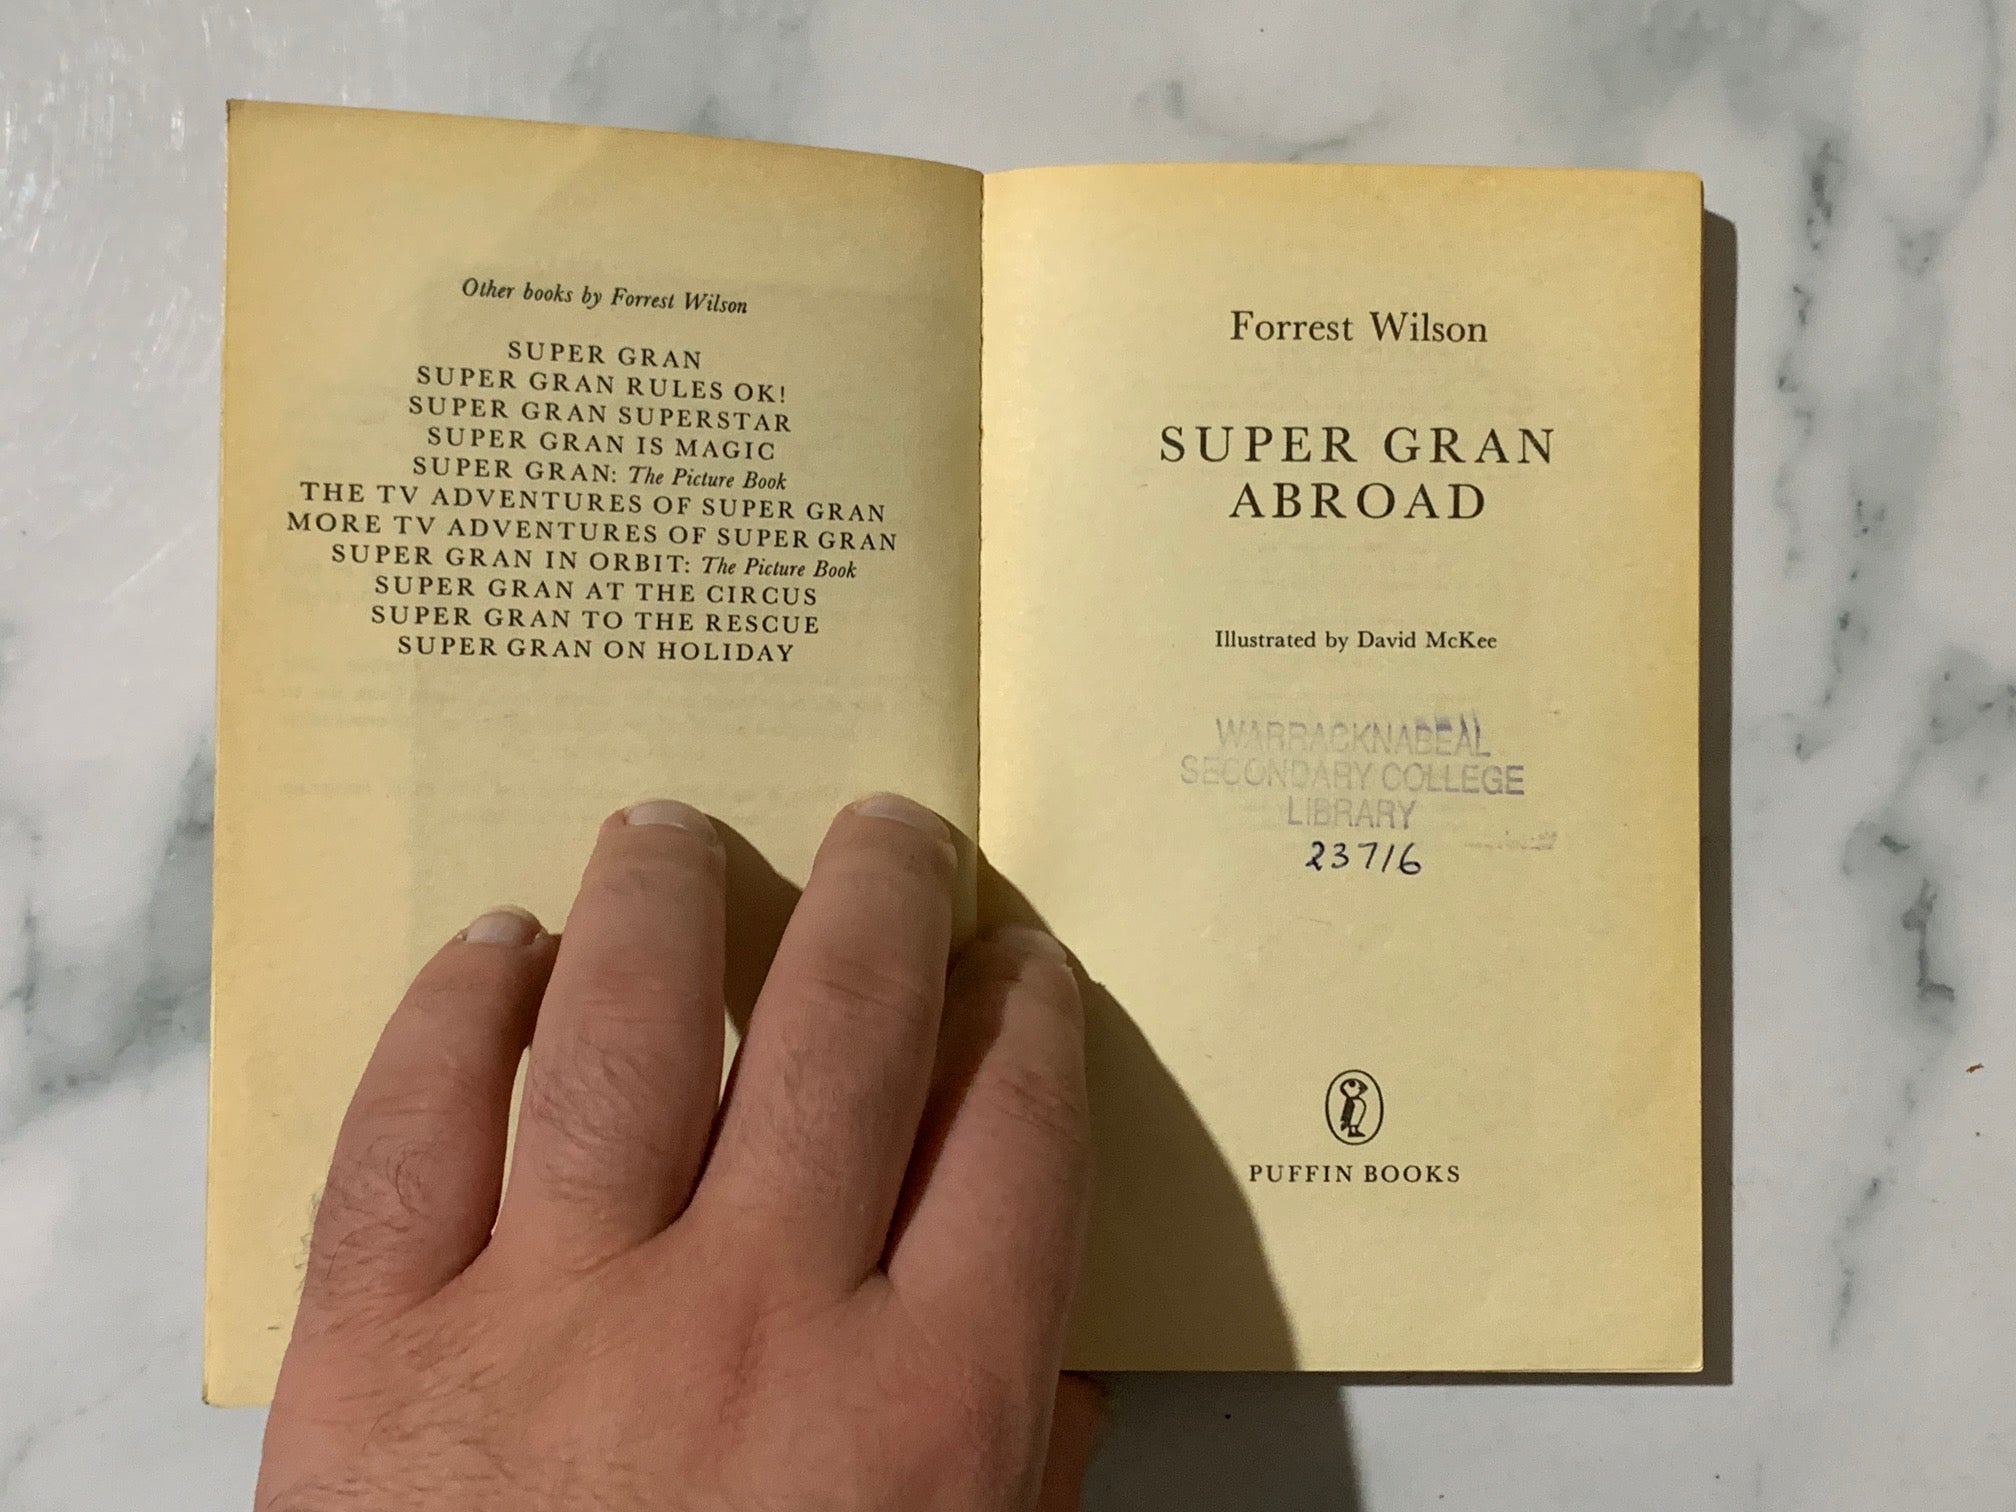 Other books by Forrest Wilson
SUPER GRAN
SUPER GRAN RULES OK!
SUPER GRAN SUPERSTAR
SUPER GRAN IS MAGIC
SUPER GRAN: The Picture Book
THE TV ADVENTURES OF SUPER GRAN
MORE TV ADVENTURES OF SUPER GRAN
SUPER GRAN IN ORBIT: The Picture Book
SUPER GRAN AT THE CIRCUS
SUPER GRAN TO THE RESCUE
SUPER GRAN ON HOLIDAY
Forrest Wilson
SUPER GRAN
ABROAD
Illustrated by David McKee
WARRACKNABEAL
SECONDARY COLLEGE
LIBRARY
23716
PUFFIN BOOKS